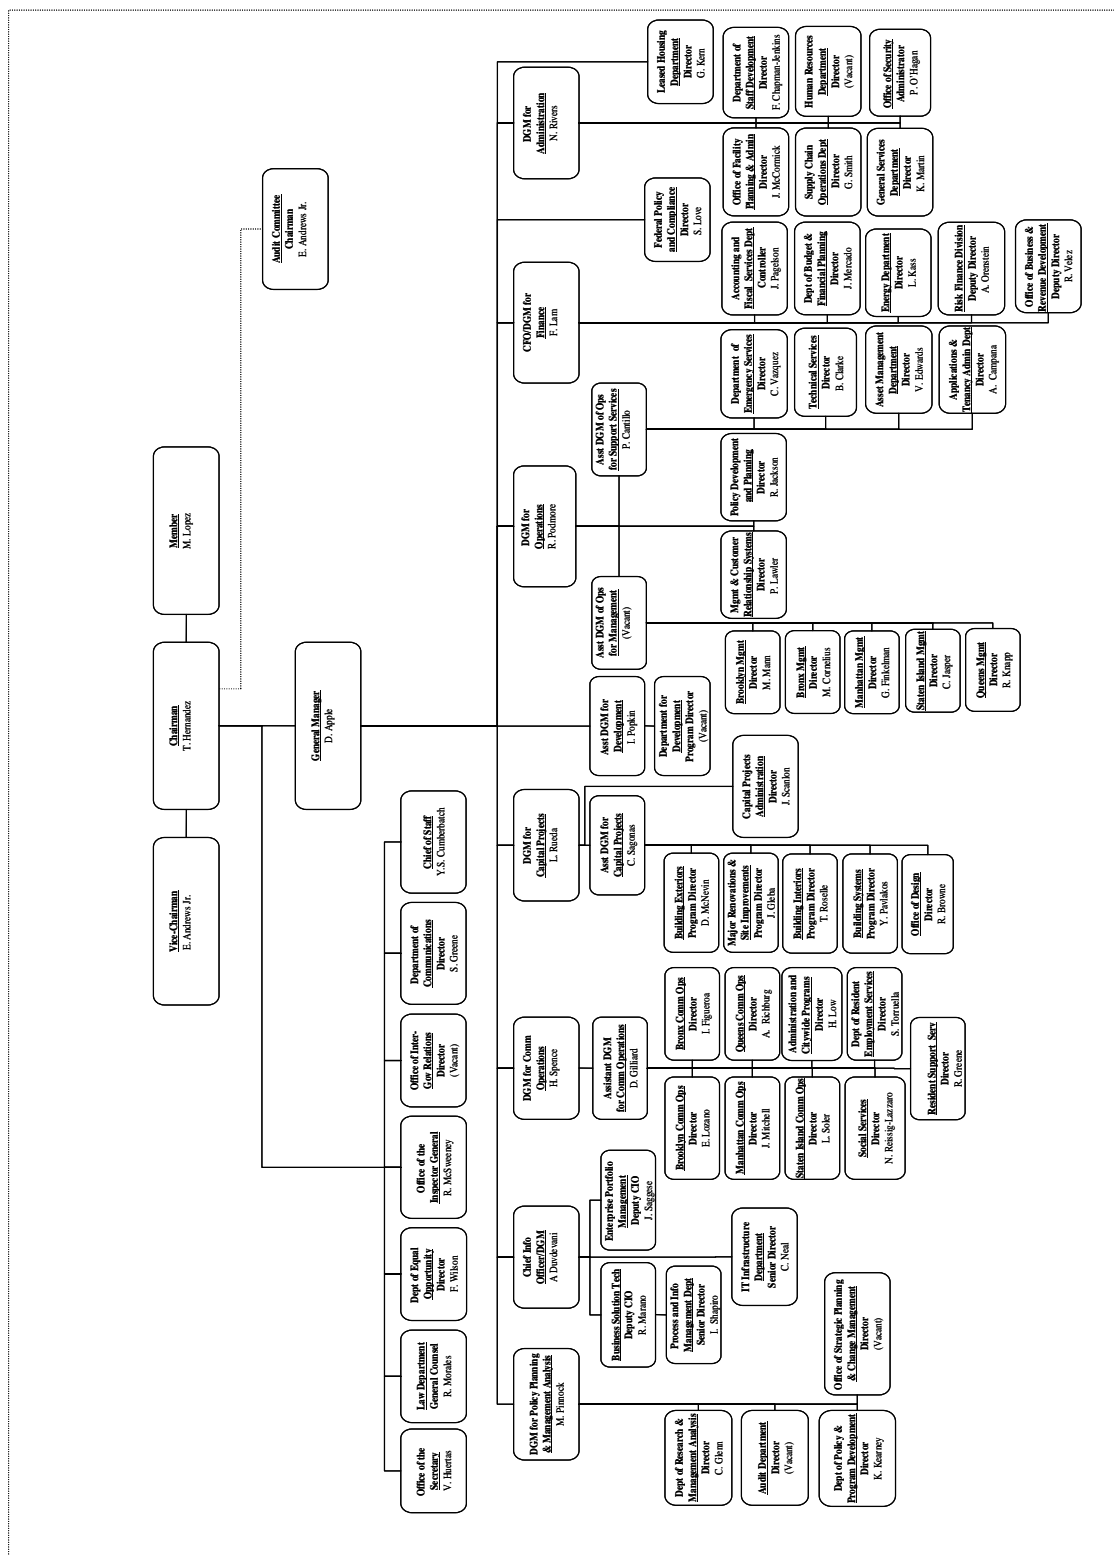 Vice-Chairman
E. Andrews Jr.
Chairman
T. Hernandez
Member
M. Lopez
Audit Committee
Chairman
E. Andrews Jr.
General Manager
D. Apple
Office of the
Secretary
V. Huertas
Law Department
General Counsel
R. Morales
Dept of Equal
Opportunity
Director
F. Wilson
Office of the
Inspector General
R. McSweeney
Office of Inter-
Gov Relations
Director
(Vacant)
Department of
Communications
Director
S. Greene
Chief of Staff
Y.S. Cumberbatch
DGM for Policy Planning
& Management Analysis
M. Pinnock
Chief Info
Officer/DGM
A Duvdevani
DGM for Comm
Operations
H. Spence
DGM for
Capital Projects
L. Rueda
DGM for
Operations
R. Podmore
CFO/DGM for
Finance
F. Lam
DGM for
Administration
N. Rivers
Dept of Research &
Management Analysis
Director
C. Glenn
Audit Department
Director
(Vacant)
Dept of Policy &
Program Development
Director
K. Kearney
Office of Strategic Planning
& Change Management
Director
(Vacant)
Business Solution Tech
Deputy CIO
R. Marano
Enterprise Portfolio
Management
Deputy CIO
J. Saggese
Process and Info
Management Dept
Senior Director
I. Shapiro
IT Infrastructure
Department
Senior Director
C. Neal
Assistant DGM
for Comm Operations
D. Gilliard
Brooklyn Comm Ops
Director
E. Lozano
Bronx Comm Ops
Director
I. Figueroa
Manhattan Comm Ops
Director
J. Mitchell
Queens Comm Ops
Director
A. Richburg
Staten Island Comm Ops
Director
L. Soler
Administration and
Citywide Programs
Director
H. Low
Social Services
Director
N. Reissig-Lazzaro
Dept of Resident
Employment Services
Director
S. Torruella
Resident Support Serv
Director
R. Greene
Asst DGM for
Capital Projects
C. Sagonas
Building Exteriors
Program Director
D. McNevin
Major Renovations &
Site Improvements
Program Director
J. Gleba
Building Interiors
Program Director
T. Roselle
Building Systems
Program Director
Y. Pavlakos
Office of Design
Director
R. Browne
Capital Projects
Administration
Director
J. Scanlon
Asst DGM for
Development
I. Popkin
Department for
Development
Program Director
(Vacant)
Asst DGM of Ops
for Management
(Vacant)
Asst DGM of Ops
for Support Services
P. Cantillo
Brooklyn Mgmt
Director
M. Mann
Bronx Mgmt
Director
M. Cornelius
Manhattan Mgmt
Director
G. Finkelman
Staten Island Mgmt
Director
C. Jasper
Queens Mgmt
Director
R. Knapp
Mgmt & Customer
Relationship Systems
Director
P. Lawler
Policy Development
and Planning
Director
R. Jackson
Department of
Emergency Services
Director
C. Vazquez
Technical Services
Director
B. Clarke
Asset Management
Department
Director
V. Edwards
Applications &
Tenancy Admin Dept
Director
A. Campana
Accounting and
Fiscal Services Dept
Controller
J. Pagelson
Dept of Budget &
Financial Planning
Director
J. Mercado
Energy Department
Director
L. Kass
Risk Finance Division
Deputy Director
A. Orenstein
Office of Business &
Revenue Development
Deputy Director
R. Velez
Federal Policy
and Compliance
Director
S. Love
Leased Housing
Department
Director
G. Kern
Office of Facility
Planning & Admin
Director
J. McCormick
Department of
Staff Development
Director
F. Chapman-Jenkins
Supply Chain
Operations Dept
Director
G. Smith
Human Resources
Department
Director
(Vacant)
General Services
Department
Director
K. Martin
Office of Security
Administrator
P. O'Hagan